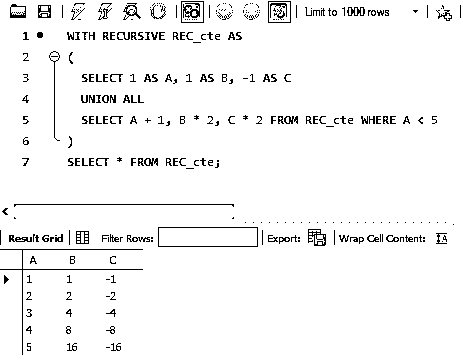 Limit to 1000 rows
1 WITH RECURSIVE REC_cte AS
2 (
3 SELECT 1 AS A, 1 AS B, -1 AS C
4 UNION ALL
5 SELECT A + 1, B * 2, C * 2 FROM REC_cte WHERE A < 5
6 )
7 SELECT * FROM REC_cte;
Result Grid Filter Rows: Export: Wrap Cell Content:
A B C
1 1 -1
2 2 -2
3 4 -4
4 8 -8
5 16 -16